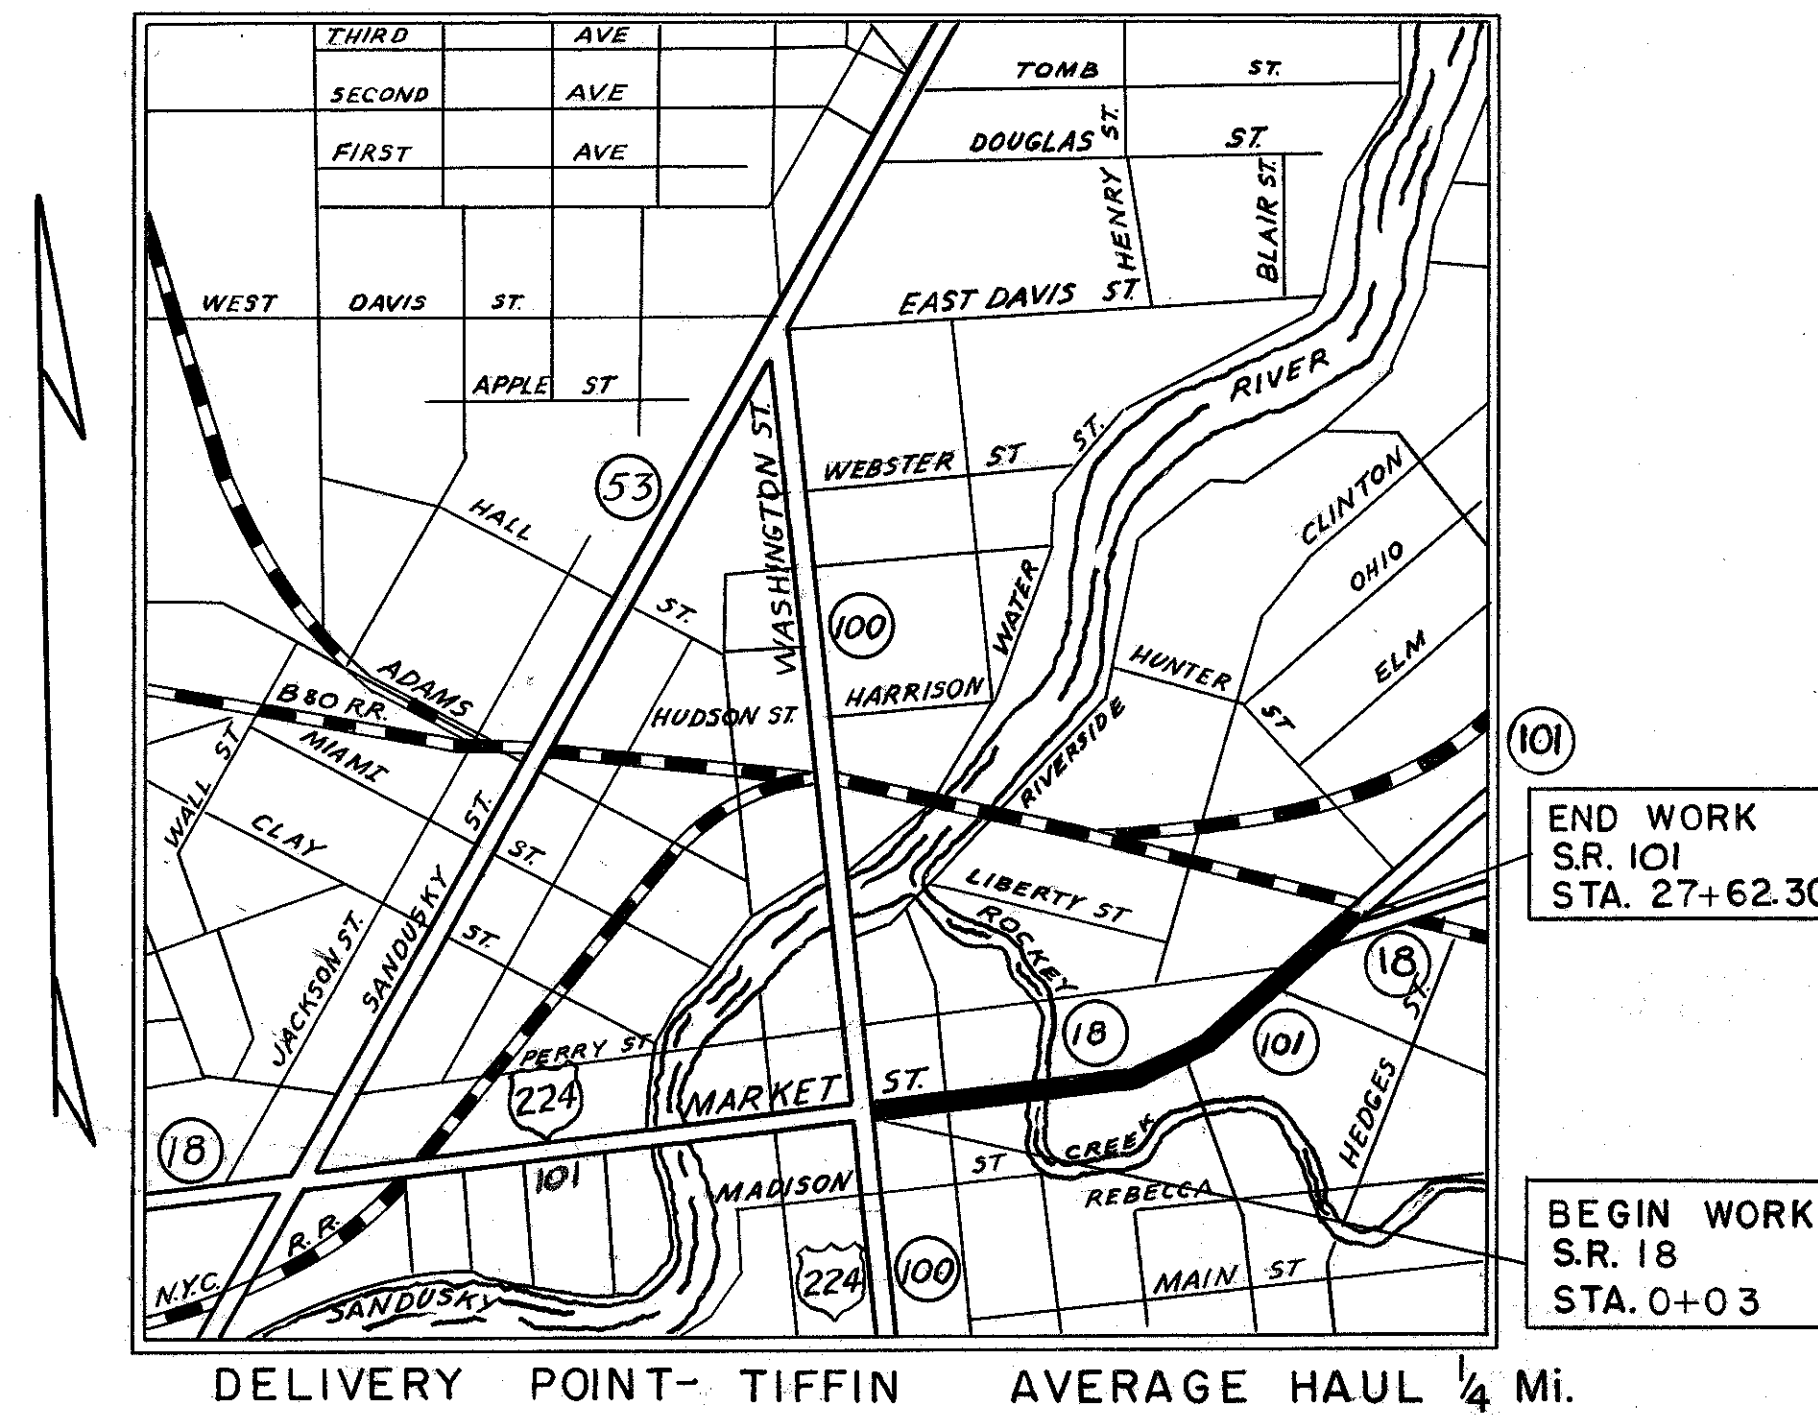 THIRD AVE
TOMB ST.
SECOND AVE
DOUGLAS ST.
FIRST AVE
HENRY ST.
BLAIR ST.
WEST DAVIS ST.
EAST DAVIS ST.
APPLE ST
RIVER
WASHINGTON ST.
WEBSTER ST
53
WATER ST.
CLINTON
HALL ST.
OHIO
100
ELM
HUNTER ST
ADAMS
B&O RR.
HUDSON ST.
HARRISON
RIVERSIDE
101
WALL ST
MIAMI ST.
CLAY ST.
SANDUSKY ST.
JACKSON ST.
LIBERTY ST
ROCKEY
END WORK
S.R. 101
STA. 27+62.30
18
PERRY ST
18
101
HEDGES ST.
224
MARKET ST.
18
101
CREEK
MADISON ST
REBECCA
N.Y.C. R.R.
SANDUSKY
224
100
MAIN ST
BEGIN WORK
S.R. 18
STA. 0+03
DELIVERY POINT- TIFFIN AVERAGE HAUL 1/4 Mi.